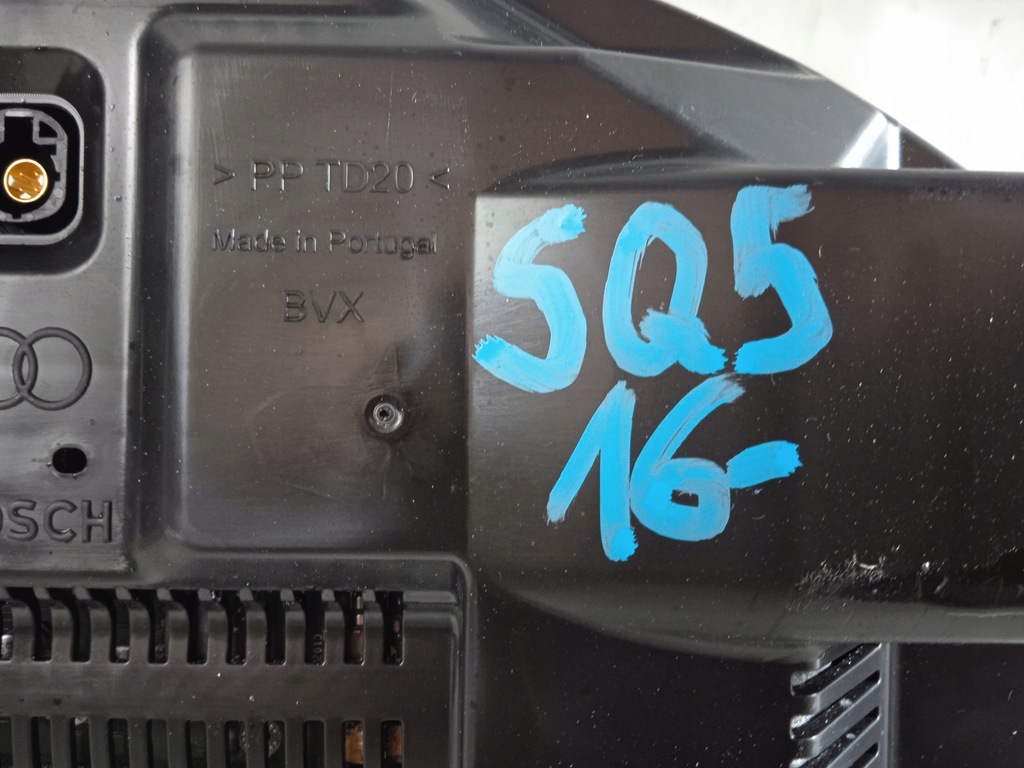 > PP TD20 <
Made in Portugal
BVX
OSCH
SQ5
16-